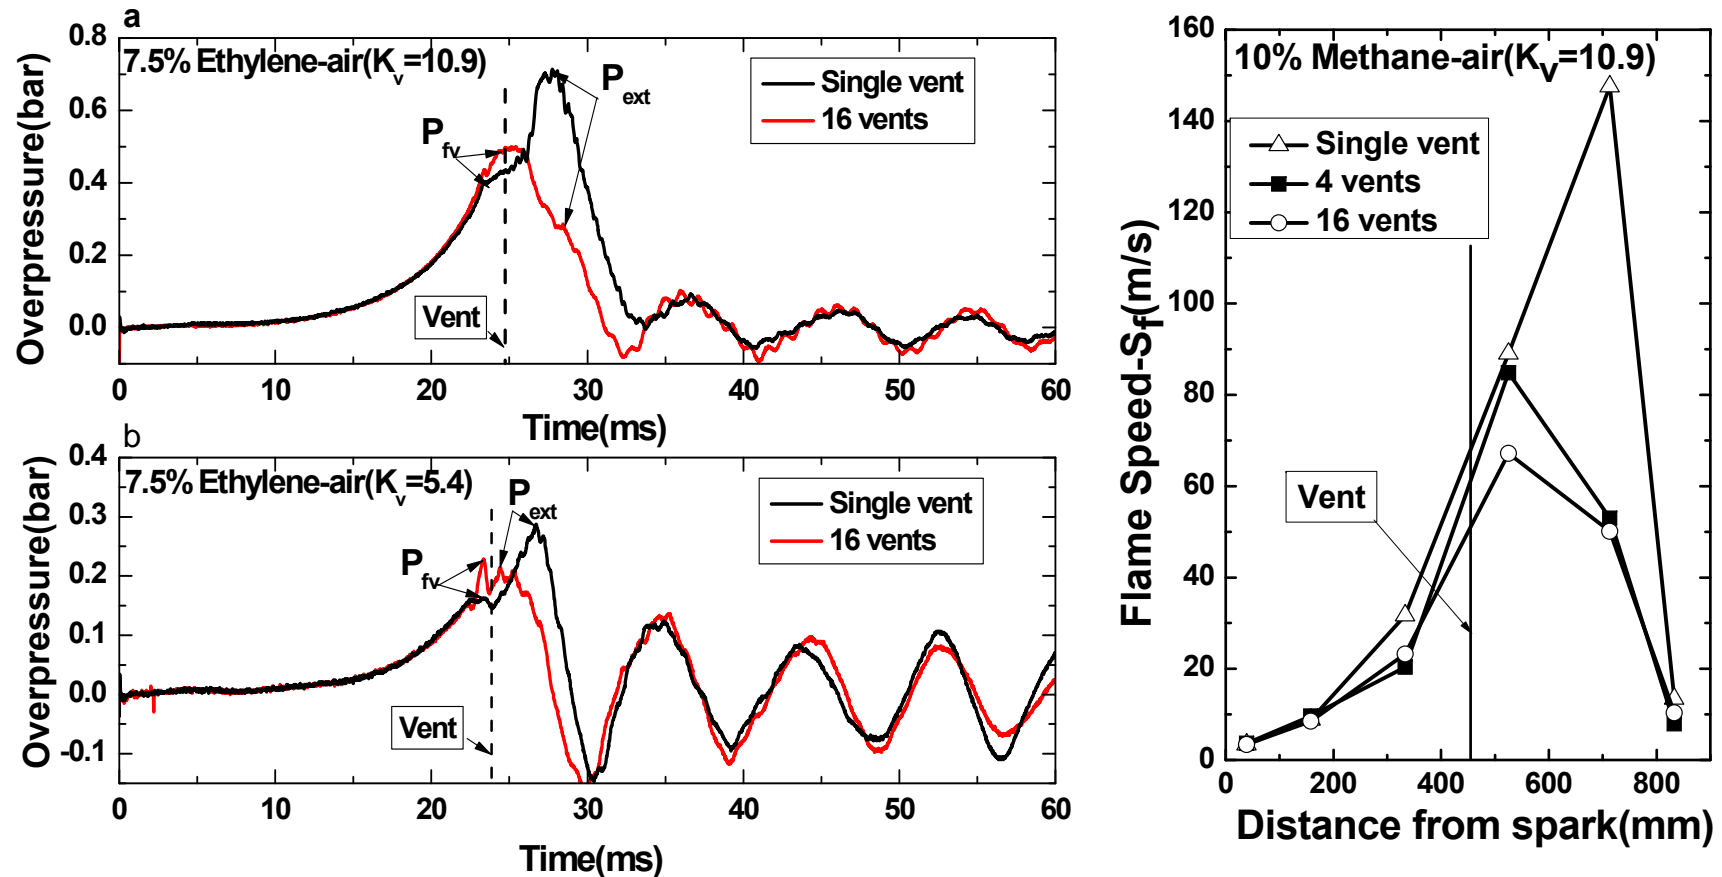 a
7.5% Ethylene-air(Kv=10.9)
Pfv
Pext
Single vent
16 vents
Vent
Overpressure(bar)
0.8
0.6
0.4
0.2
0.0
0 10 20 30 40 50 60
Time(ms)
b
7.5% Ethylene-air(Kv=5.4)
Pfv
Pext
Single vent
16 vents
Vent
Overpressure(bar)
0.4
0.3
0.2
0.1
0.0
-0.1
0 10 20 30 40 50 60
Time(ms)
10% Methane-air(Kv=10.9)
Single vent
4 vents
16 vents
Vent
Flame Speed-Sf(m/s)
160
140
120
100
80
60
40
20
0
0 200 400 600 800
Distance from spark(mm)